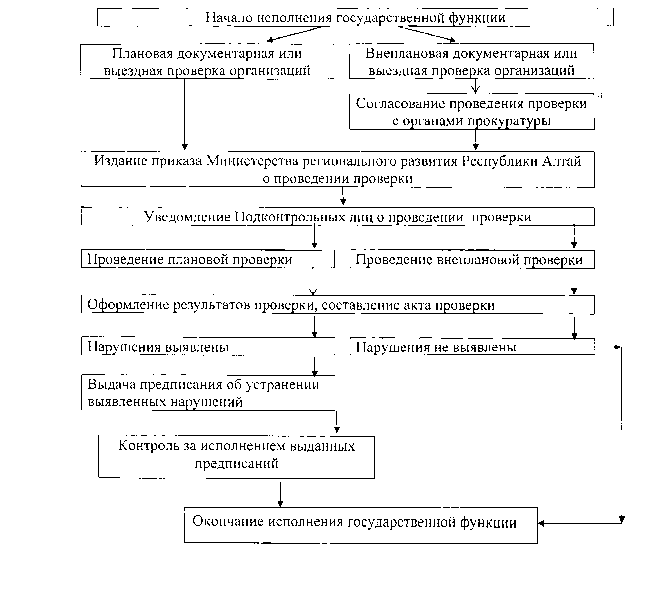 Начало исполнения государственной функции
Плановая документарная или
выездная проверка организаций
Внеплановая документарная или
выездная проверка организаций
Согласование проведения проверки
с органами прокуратуры
Издание приказа Министерства регионального развития Республики Алтай
о проведении проверки
Уведомление Подконтрольных лиц о проведении проверки
Проведение плановой проверки
Проведение внеплановой проверки
Оформление результатов проверки, составление акта проверки
Нарушения выявлены
Нарушения не выявлены
Выдача предписания об устранении
выявленных нарушений
Контроль за исполнением выданных
предписаний
Окончание исполнения государственной функции